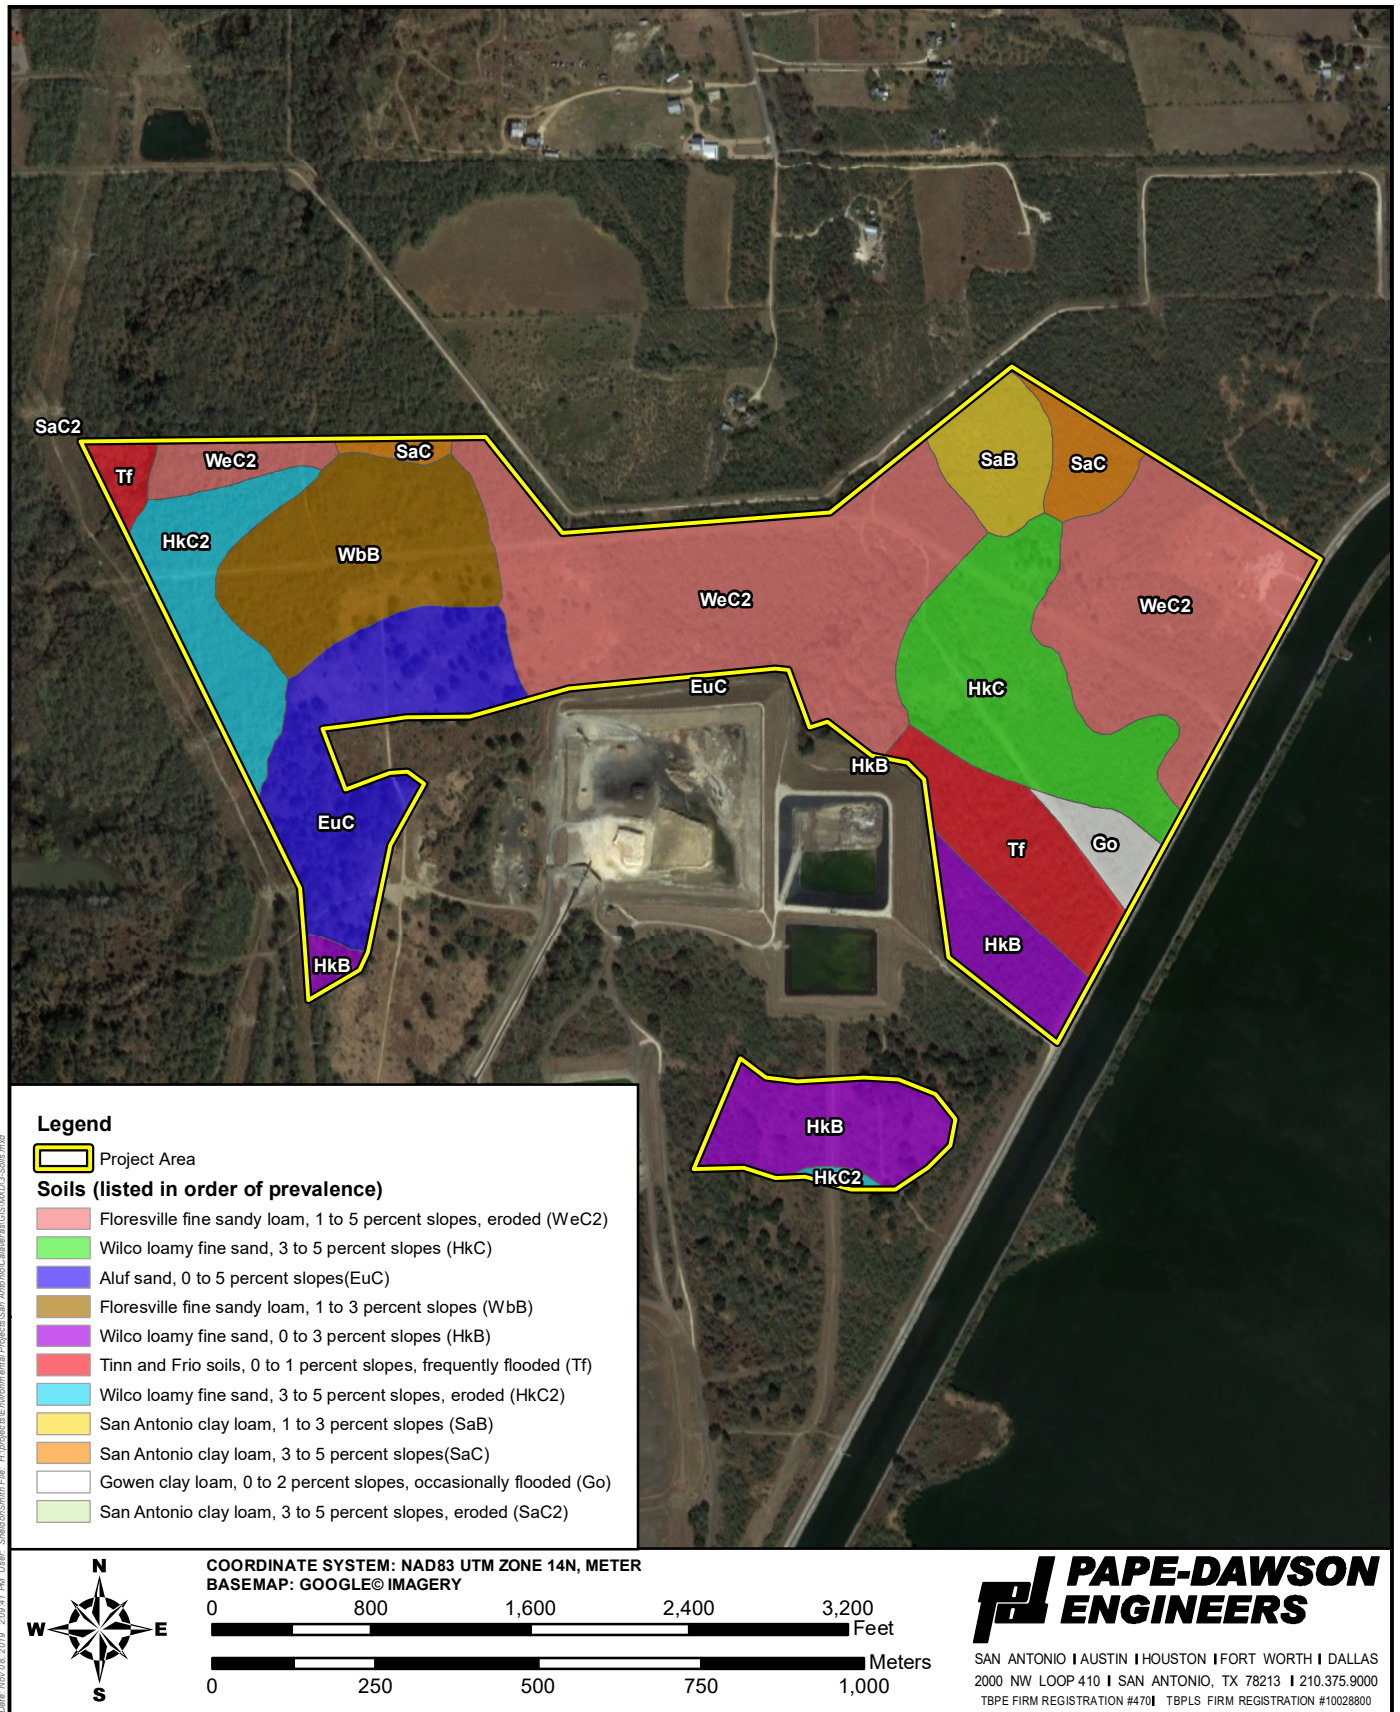 SaC2
Tf
WeC2
SaC
HkC2
WbB
SaB
SaC
WeC2
WeC2
HkC
EuC
HkB
EuC
Tf
Go
HkB
HkB
HkB
HkC2
Legend
Project Area
Soils (listed in order of prevalence)
Floresville fine sandy loam, 1 to 5 percent slopes, eroded (WeC2)
Wilco loamy fine sand, 3 to 5 percent slopes (HkC)
Aluf sand, 0 to 5 percent slopes(EuC)
Floresville fine sandy loam, 1 to 3 percent slopes (WbB)
Wilco loamy fine sand, 0 to 3 percent slopes (HkB)
Tinn and Frio soils, 0 to 1 percent slopes, frequently flooded (Tf)
Wilco loamy fine sand, 3 to 5 percent slopes, eroded (HkC2)
San Antonio clay loam, 1 to 3 percent slopes (SaB)
San Antonio clay loam, 3 to 5 percent slopes(SaC)
Gowen clay loam, 0 to 2 percent slopes, occasionally flooded (Go)
San Antonio clay loam, 3 to 5 percent slopes, eroded (SaC2)
N
W E
S
COORDINATE SYSTEM: NAD83 UTM ZONE 14N, METER
BASEMAP: GOOGLE© IMAGERY
0 800 1,600 2,400 3,200
Feet
Meters
0 250 500 750 1,000
PAPE-DAWSON
ENGINEERS
SAN ANTONIO I AUSTIN I HOUSTON I FORT WORTH I DALLAS
2000 NW LOOP 410 I SAN ANTONIO, TX 78213 I 210.375.9000
TBPE FIRM REGISTRATION #470I TBPLS FIRM REGISTRATION #10028800
Date: Nov 08, 2019